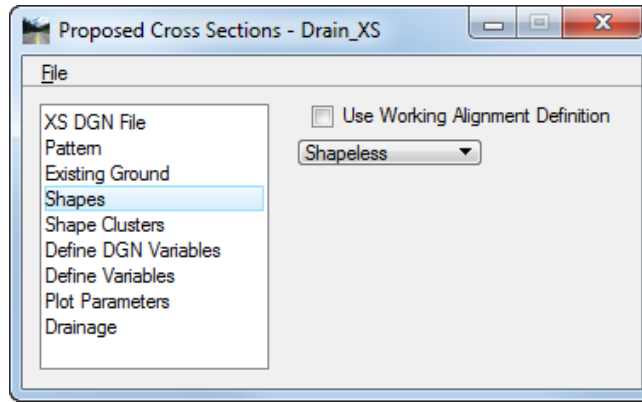 Proposed Cross Sections - Drain_XS
File
XS DGN File
Pattern
Existing Ground
Shapes
Shape Clusters
Define DGN Variables
Define Variables
Plot Parameters
Drainage
Use Working Alignment Definition
Shapeless